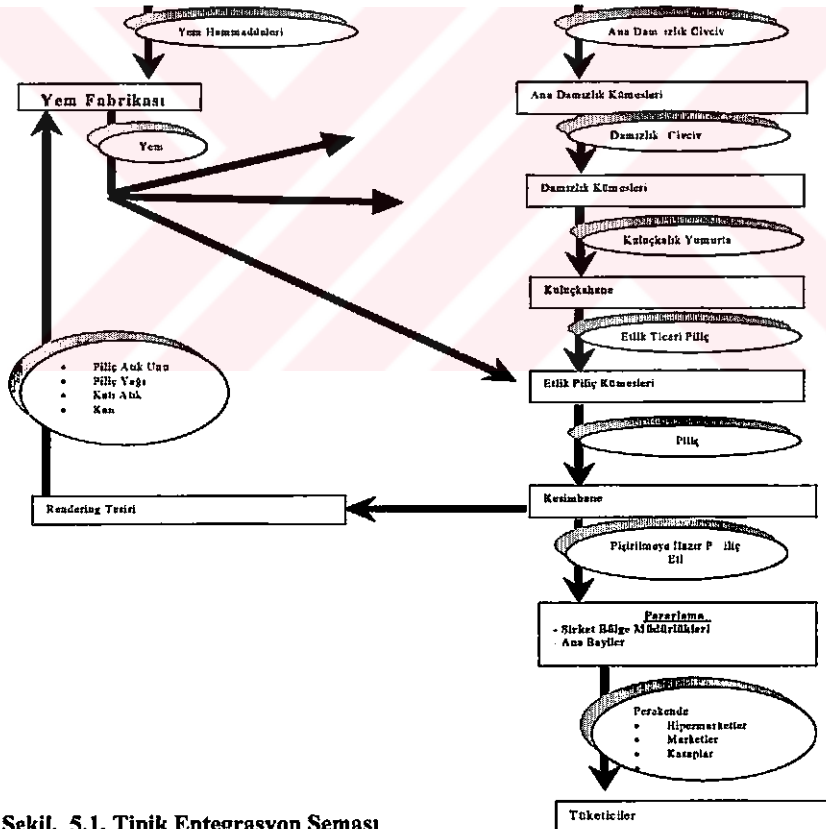 Yem Hammaddeleri
Ana Damızlık Civciv
Yem Fabrikası
Ana Damızlık Kümesleri
Yem
Damızlık Civciv
Damızlık Kümesleri
Kuluçkalık Yumurta
Kuluçkahane
Etlik Ticari Piliç
Piliç Atık Unu
Piliç Yağı
Katı Atık
Kan
Etlik Piliç Kümesleri
Piliç
Rendering Tesisi
Kesimhane
Pişirilmeye Hazır Piliç
Eti
Pazarlama
- Şirket Bölge Müdürlükleri
- Ana Bayiler
Perakende
Hipermarketler
Marketler
Kasaplar
Tüketiciler
Şekil. 5.1. Tipik Entegrasyon Şeması